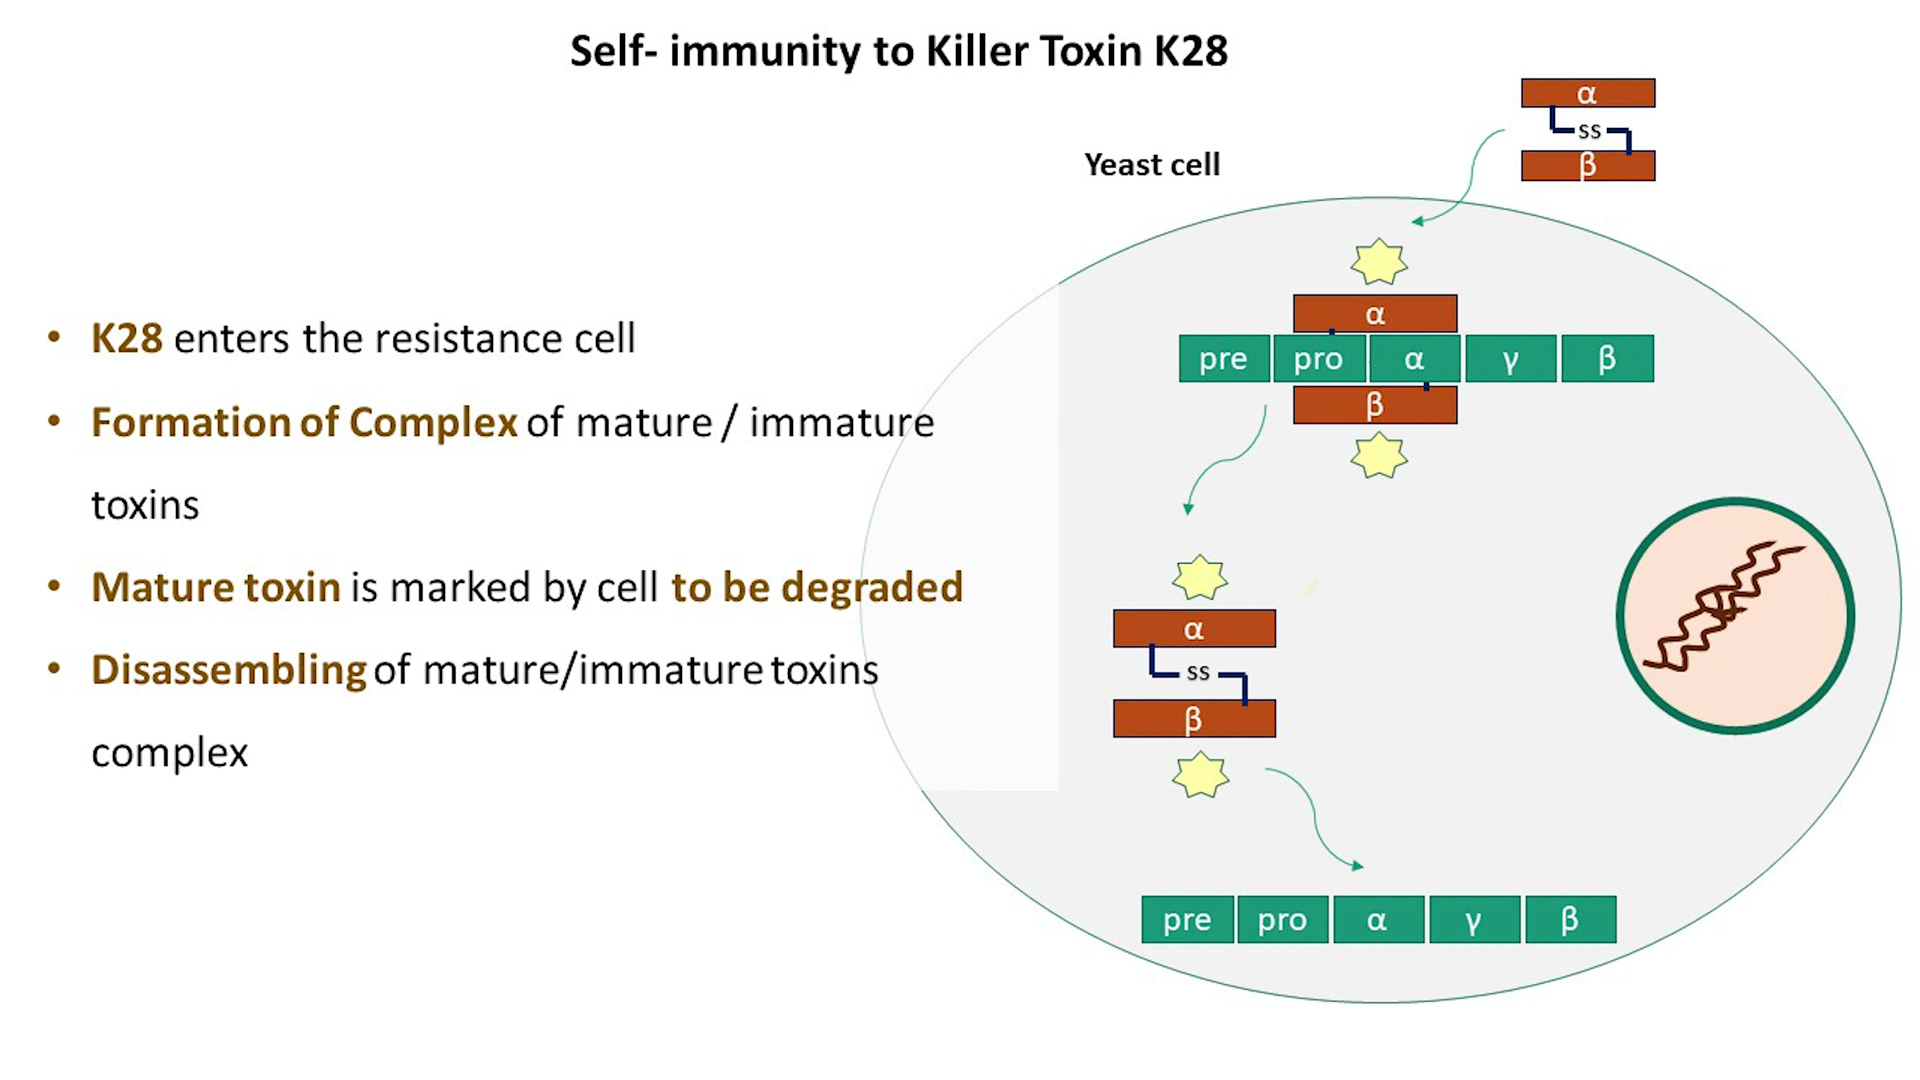 Self- immunity to Killer Toxin K28
α
ss
β
Yeast cell
α
pre pro α γ β
β
• K28 enters the resistance cell
• Formation of Complex of mature / immature
toxins
• Mature toxin is marked by cell to be degraded
• Disassembling of mature/immature toxins
complex
α
ss
β
pre pro α γ β